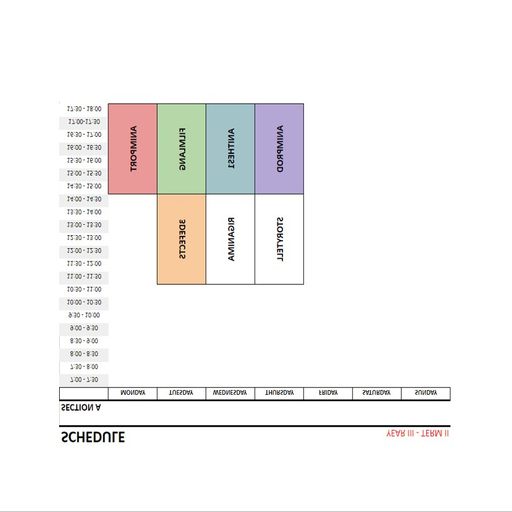 SCHEDULE
YEAR III - TERM II
SECTION A
MONDAY TUESDAY WEDNESDAY THURSDAY FRIDAY SATURDAY SUNDAY
7:00 - 7:30
7:30 - 8:00
8:00 - 8:30
8:30 - 9:00
9:00 - 9:30
9:30 - 10:00
10:00 - 10:30
10:30 - 11:00
11:00 - 11:30
11:30 - 12:00
12:00 - 12:30
12:30 - 13:00
13:00 - 13:30
13:30 - 14:00
14:00 - 14:30
14:30 - 15:00
15:00 - 15:30
15:30 - 16:00
16:00 - 16:30
16:30 - 17:00
17:00-17:30
17:30 - 18:00
3DEFECTS
RIGANIMA
STORYTELL
ANIMPORT
FILMLANG
ANITHES1
ANIMPROD